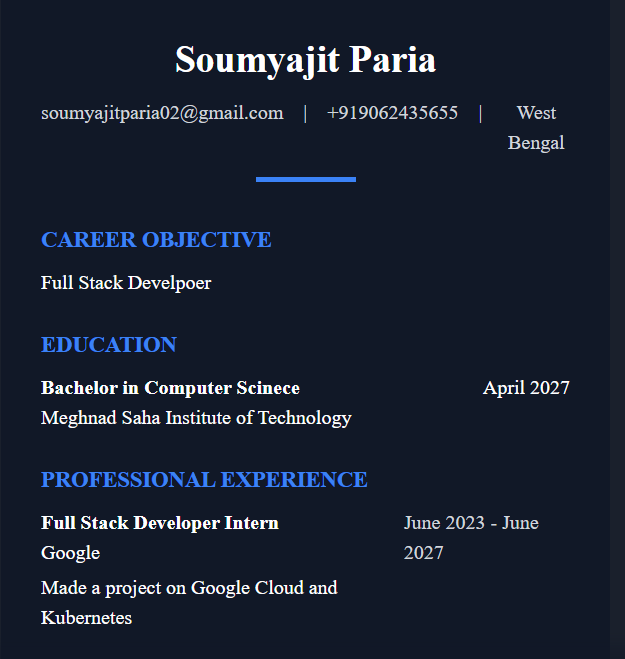 Soumyajit Paria
soumyajitparia02@gmail.com | +919062435655 | West
Bengal
CAREER OBJECTIVE
Full Stack Develpoer
EDUCATION
Bachelor in Computer Scinece April 2027
Meghnad Saha Institute of Technology
PROFESSIONAL EXPERIENCE
Full Stack Developer Intern June 2023 - June
Google 2027
Made a project on Google Cloud and
Kubernetes